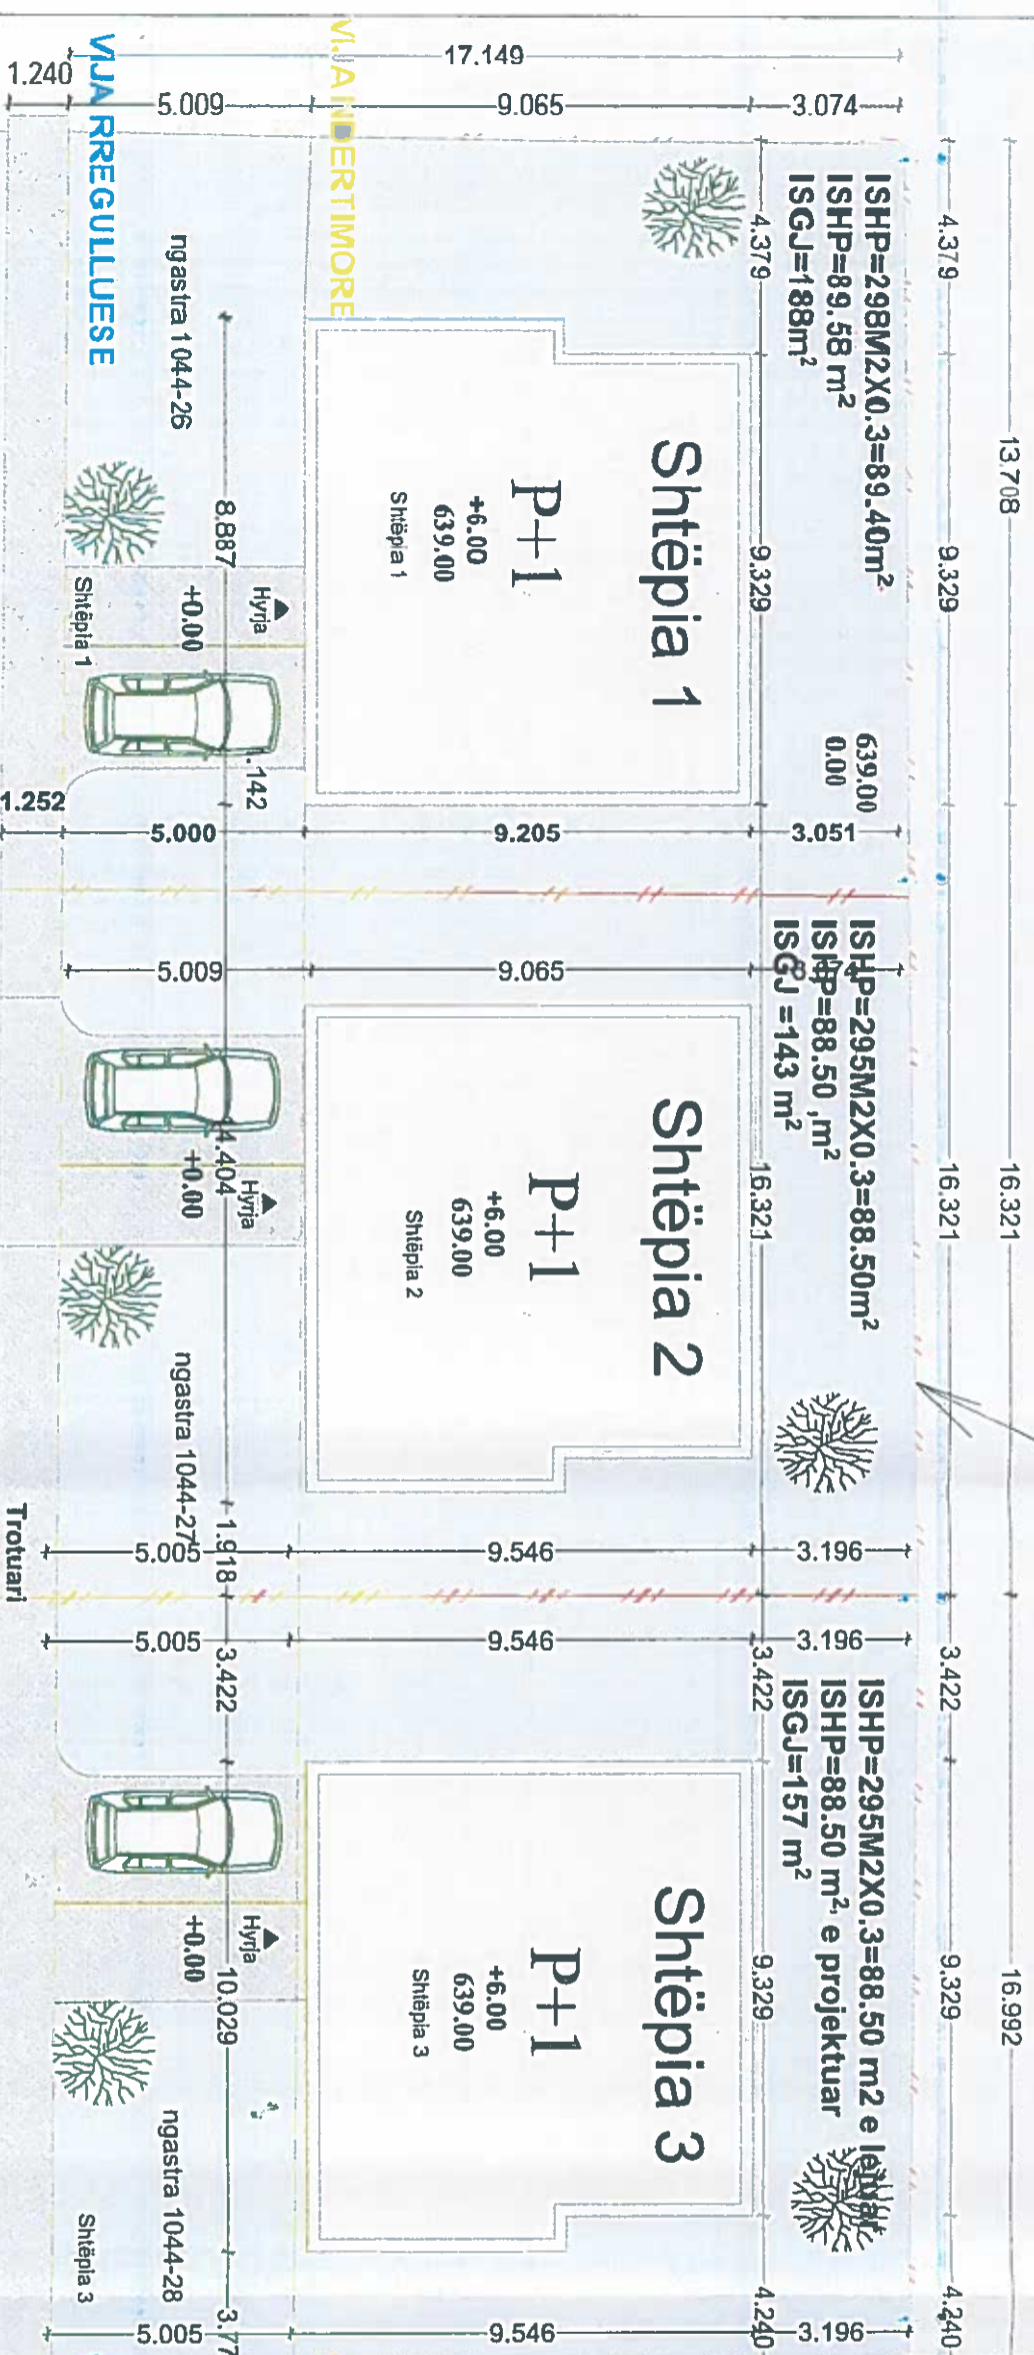 13.708
16.321
16.992
4.379
9.329
16.321
3.422
9.329
4.240
ISHP=298M2X0.3=89.40m²
ISHP=89.58 m²
ISGJ=188m²
639.00
0.00
ISHP=295M2X0.3=88.50m²
ISHP=88.50 ,m²
ISGJ =143 m²
ISHP=295M2X0.3=88.50 m2 e lejuar
ISHP=88.50 m², e projektuar
ISGJ=157 m²
4.379
9.329
16.321
3.422
9.329
4.240
17.149
1.240
5.009
9.065
3.074
1.252
5.000
9.205
3.051
5.009
9.065
5.005
9.546
3.196
5.005
9.546
3.196
5.005
9.546
3.196
Shtëpia 1
P+1
+6.00
639.00
Shtëpia 1
Shtëpia 2
P+1
+6.00
639.00
Shtëpia 2
Shtëpia 3
P+1
+6.00
639.00
Shtëpia 3
VIJA NDERTIMORE
Hyrja
Hyrja
Hyrja
8.887
1.918
3.422
10.029
+0.00
+0.00
+0.00
ngastra 1044-26
ngastra 1044-27
ngastra 1044-28
VIJA RREGULLUESE
Shtëpia 1
Shtëpia 3
Trotuari